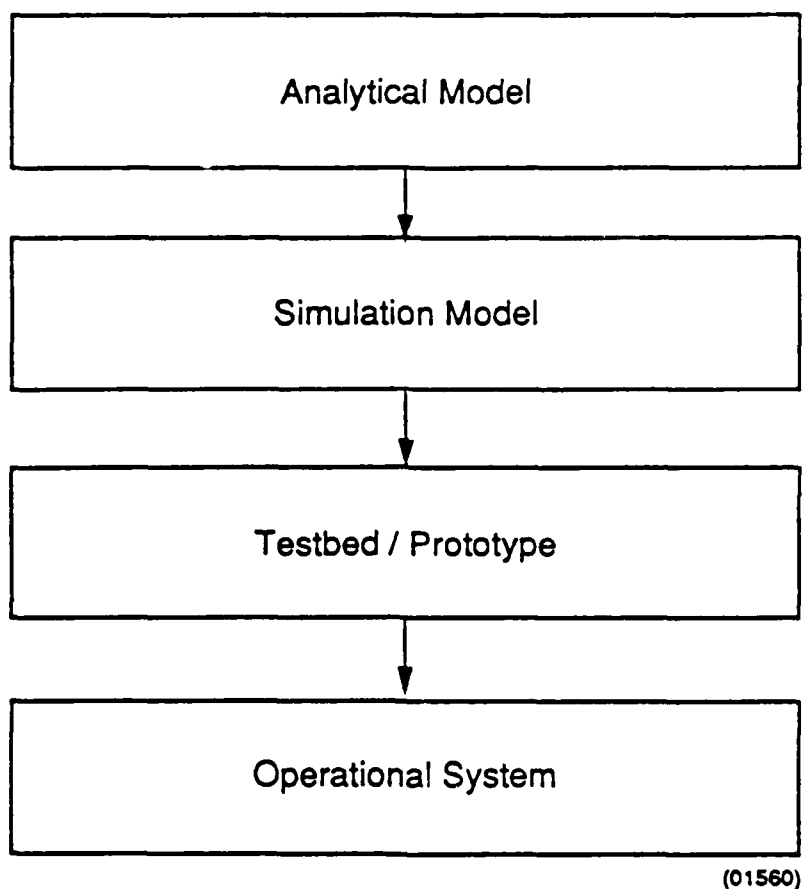 Analytical Model
Simulation Model
Testbed / Prototype
Operational System
(01560)